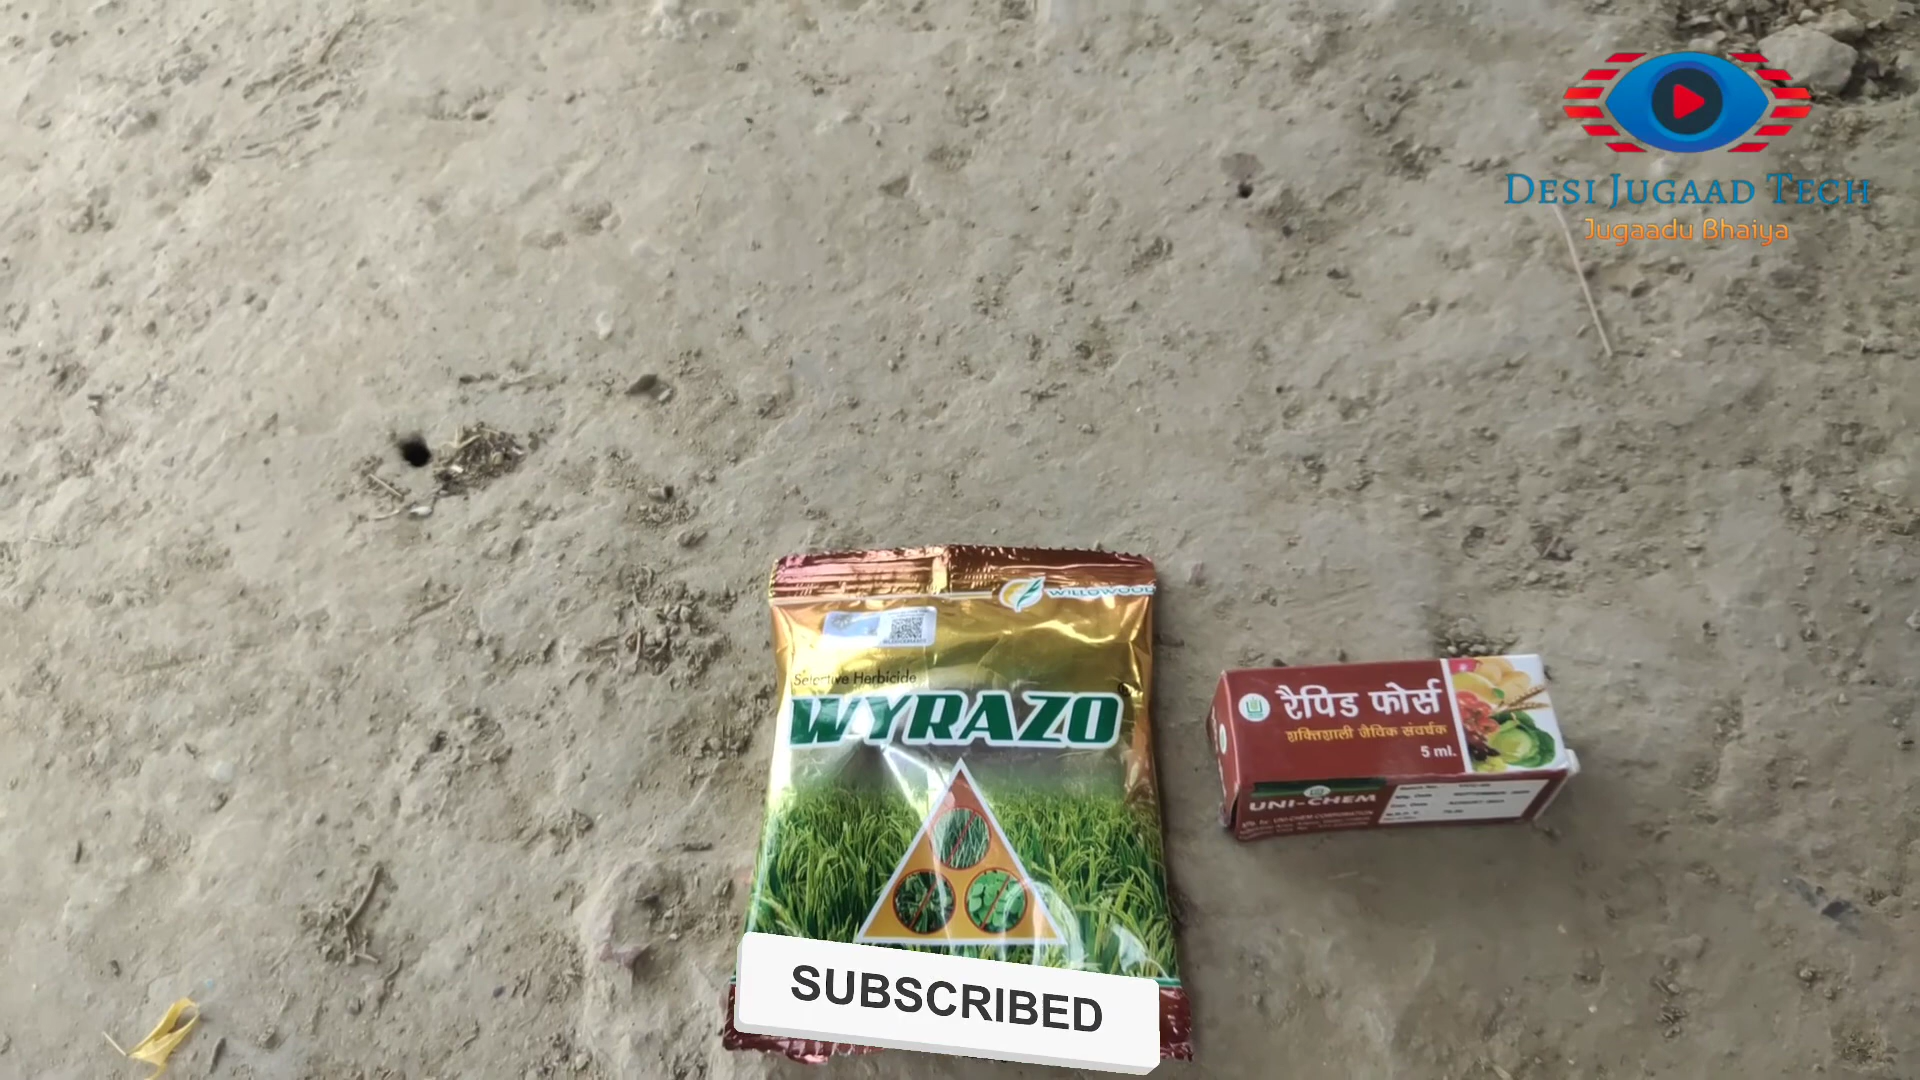 DESI JUGAAD TECH
Jugaadu Bhaiya
WILLOWOOD
Selective Herbicide
WYRAZO
रैपिड फोर्स
शक्तिशाली जैविक संवर्धक
5 ml.
UNI-CHEM
SUBSCRIBED